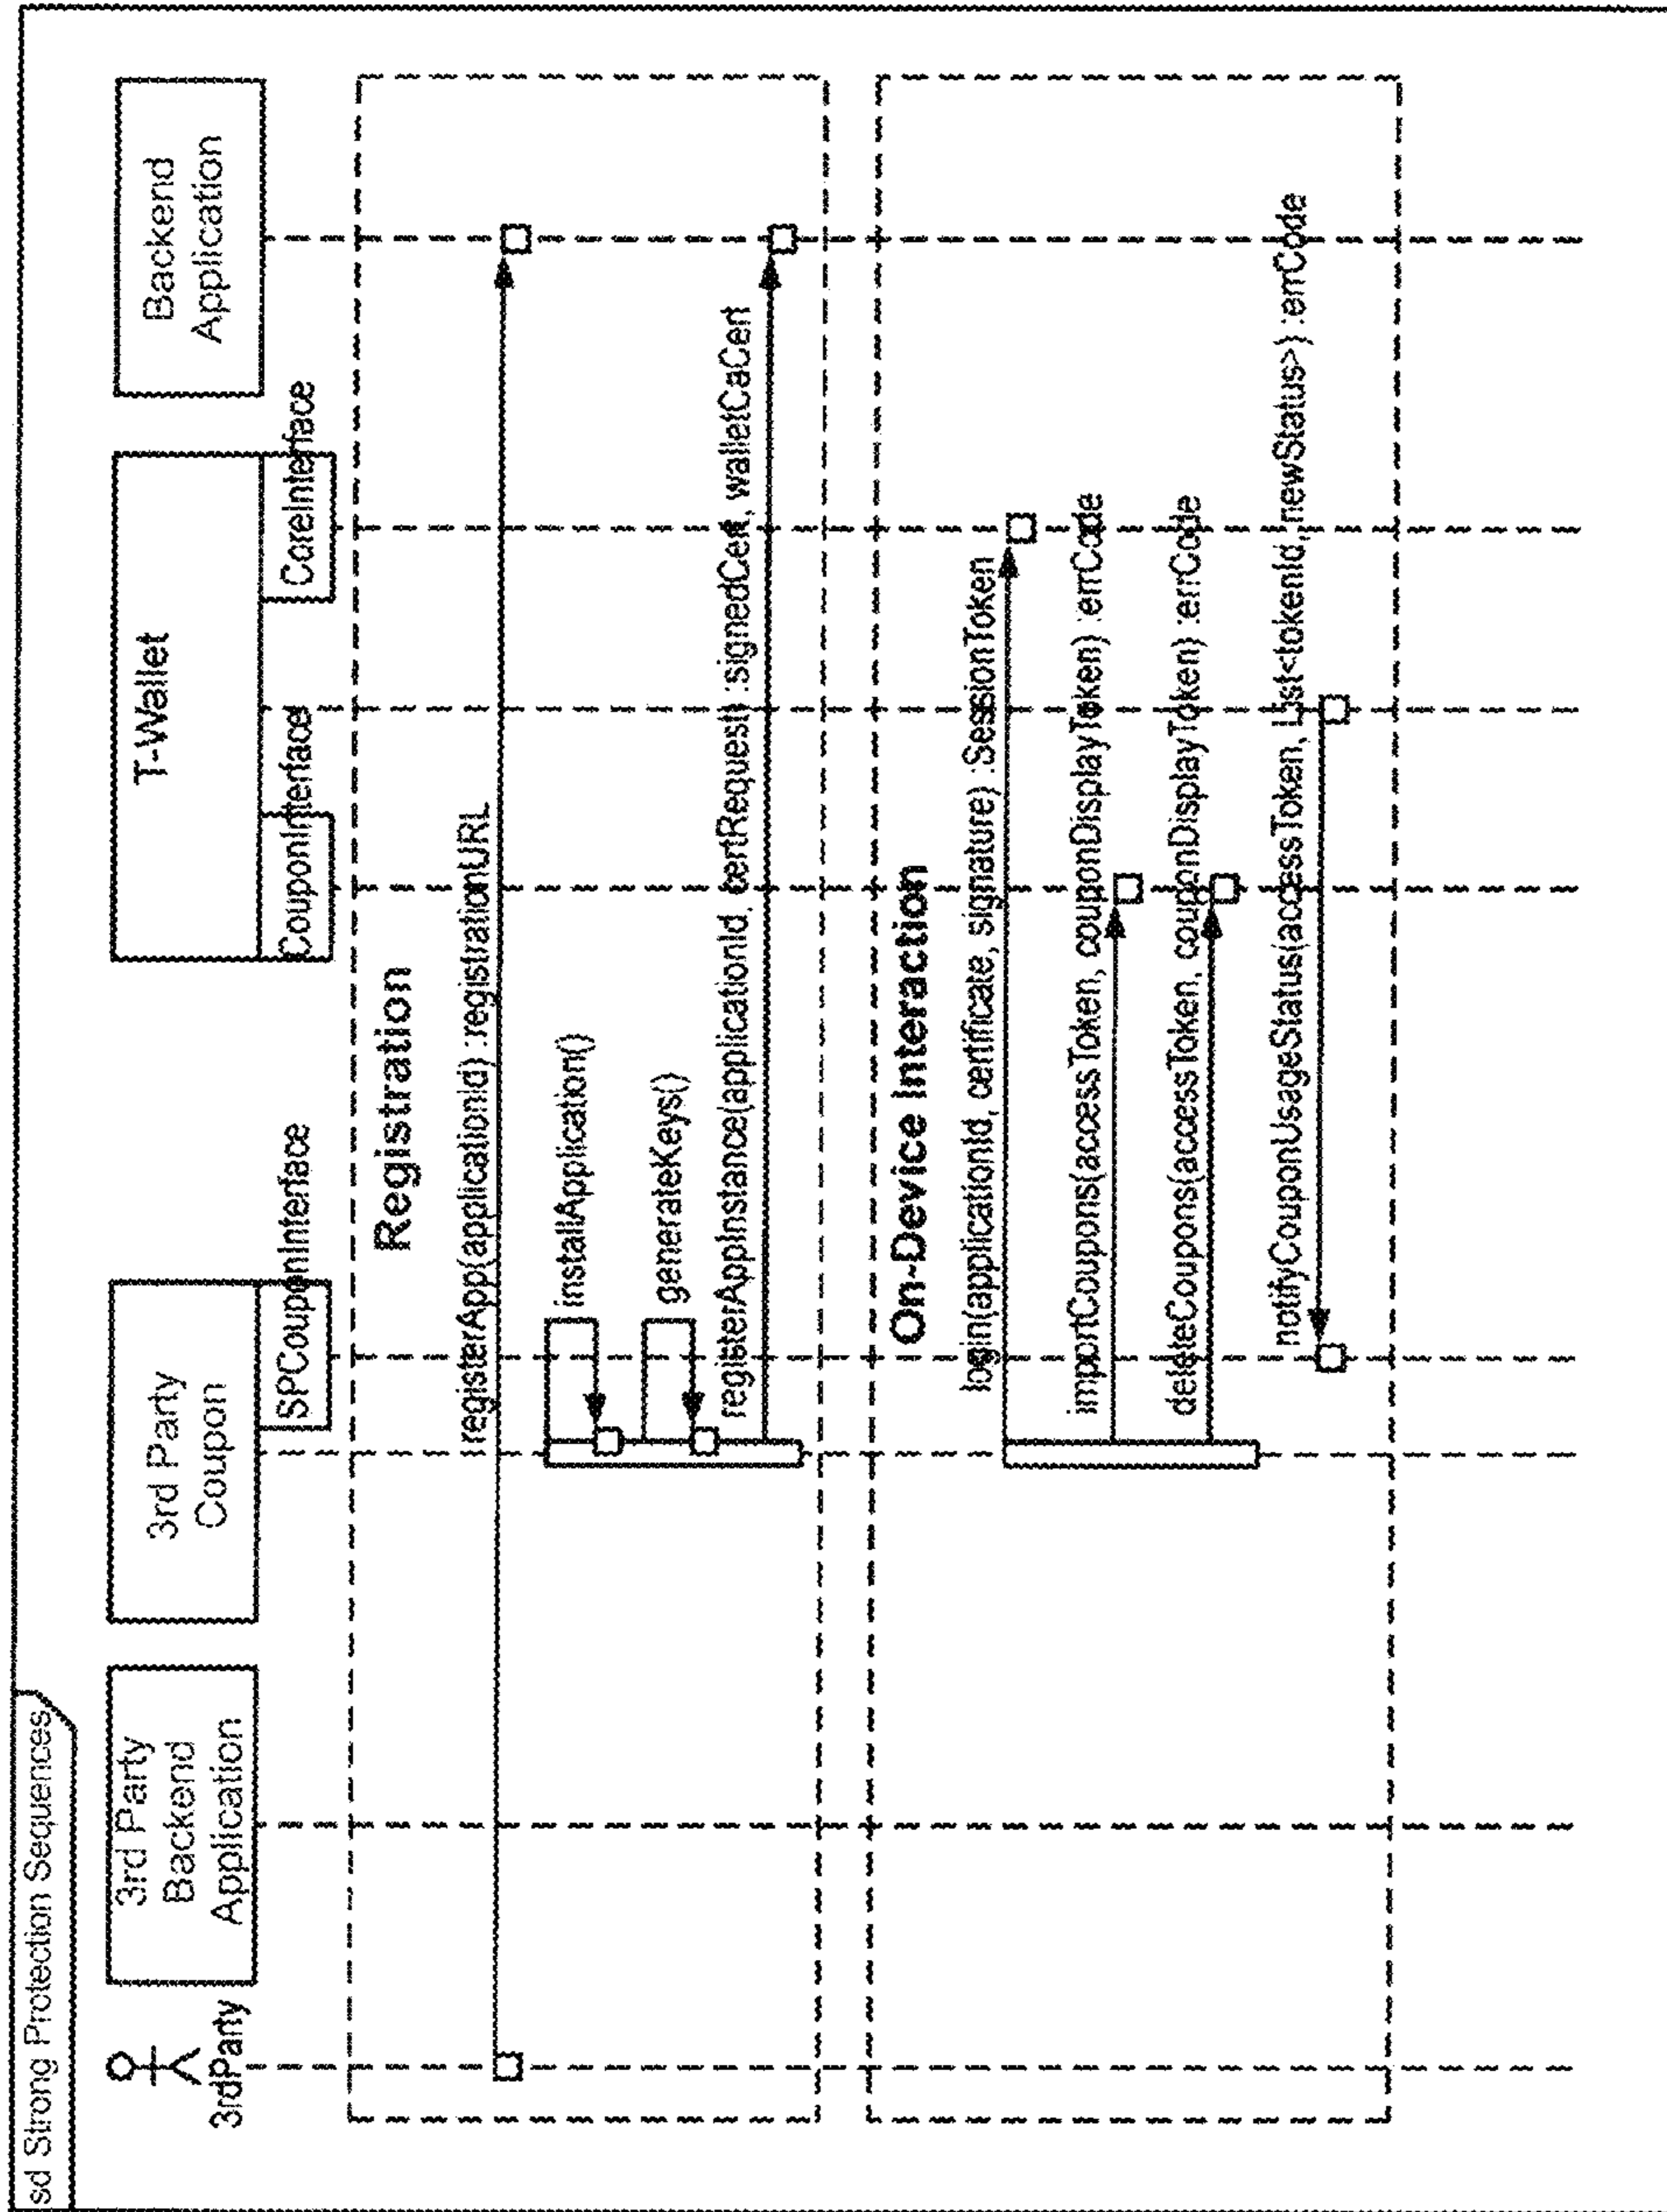 sd Strong Protection Sequences
3rdParty
3rd Party
Backend
Application
3rd Party
Coupon
SPCouponInterface
T-Wallet
CouponInterface
CoreInterface
Backend
Application
Registration
registerApp(applicationId) :registrationURL
installApplication()
generateKeys()
registerAppInstance(applicationId, certRequest) :signedCert, walletCaCert
On-Device Interaction
login(applicationId, certificate, signature) :SessionToken
importCoupons(accessToken, couponDisplayToken) :errCode
deleteCoupons(accessToken, couponDisplayToken) :errCode
notifyCouponUsageStatus(accessToken, List<tokenId, newStatus>) :errCode